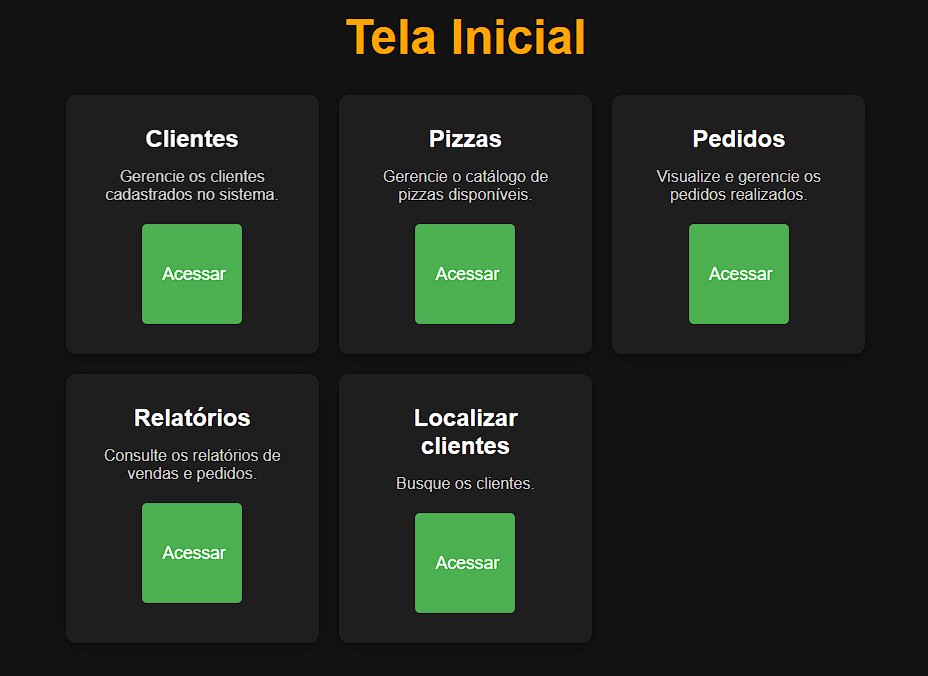 Tela Inicial
Clientes
Gerencie os clientes
cadastrados no sistema.
Acessar
Pizzas
Gerencie o catálogo de
pizzas disponíveis.
Acessar
Pedidos
Visualize e gerencie os
pedidos realizados.
Acessar
Relatórios
Consulte os relatórios de
vendas e pedidos.
Acessar
Localizar
clientes
Busque os clientes.
Acessar